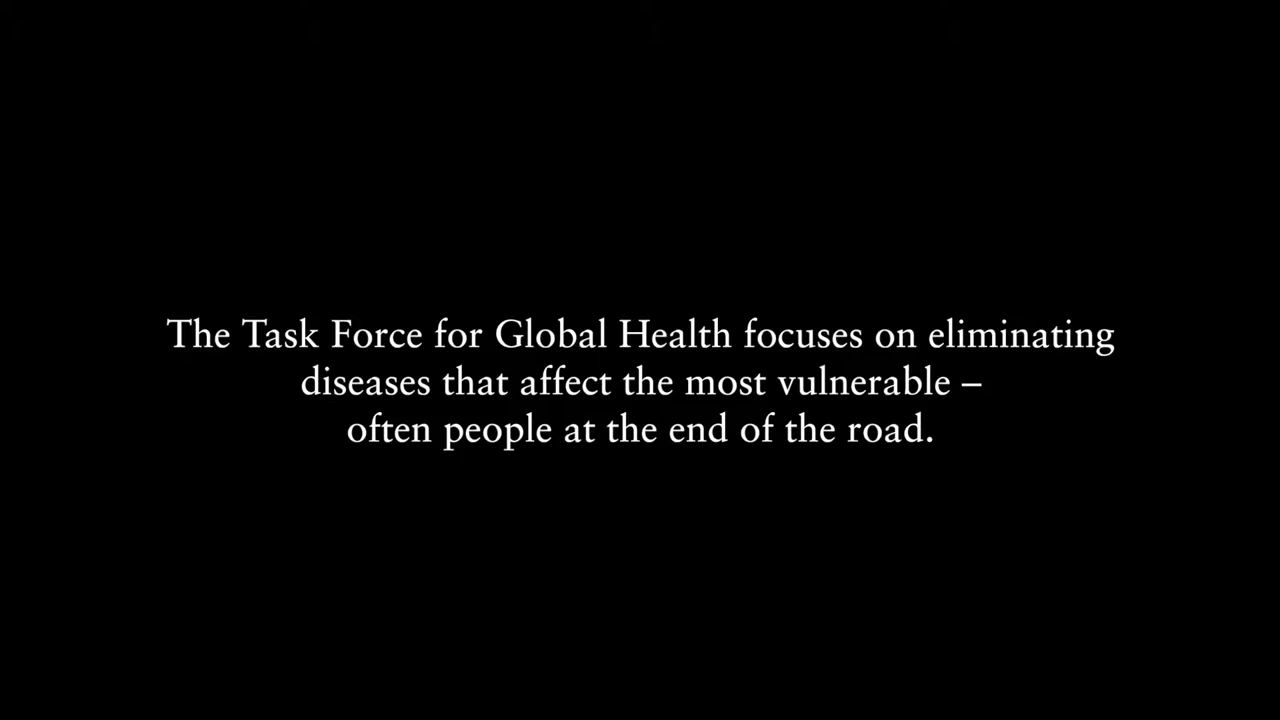 The Task Force for Global Health focuses on eliminating
diseases that affect the most vulnerable –
often people at the end of the road.